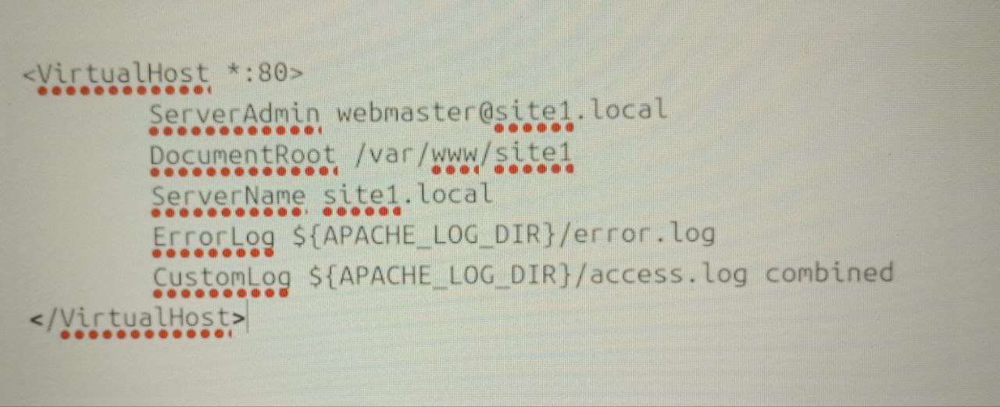 <VirtualHost *:80>
ServerAdmin webmaster@site1.local
DocumentRoot /var/www/site1
ServerName site1.local
ErrorLog ${APACHE_LOG_DIR}/error.log
CustomLog ${APACHE_LOG_DIR}/access.log combined
</VirtualHost>